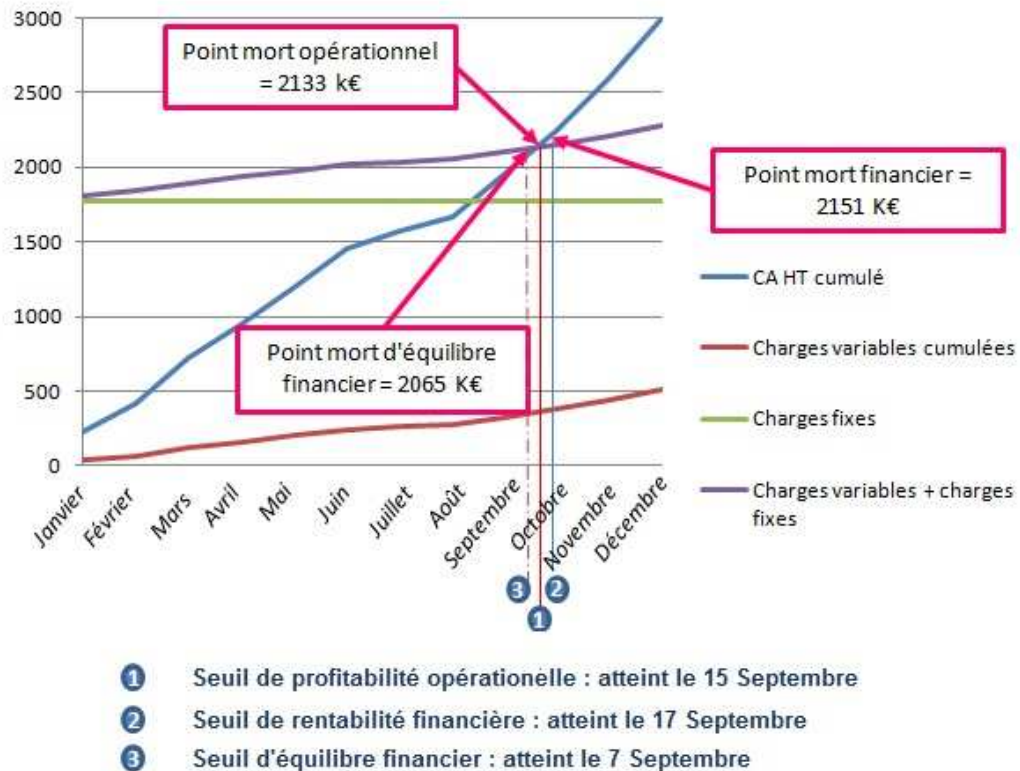 3000
2500
2000
1500
1000
500
0
Point mort opérationnel
= 2133 k€
Point mort financier =
2151 K€
Point mort d'équilibre
financier = 2065 K€
CA HT cumulé
Charges variables cumulées
Charges fixes
Charges variables + charges
fixes
Janvier
Février
Mars
Avril
Mai
Juin
Juillet
Août
Septembre
Octobre
Novembre
Décembre
3
2
1
1 Seuil de profitabilité opérationelle : atteint le 15 Septembre
2 Seuil de rentabilité financière : atteint le 17 Septembre
3 Seuil d'équilibre financier : atteint le 7 Septembre